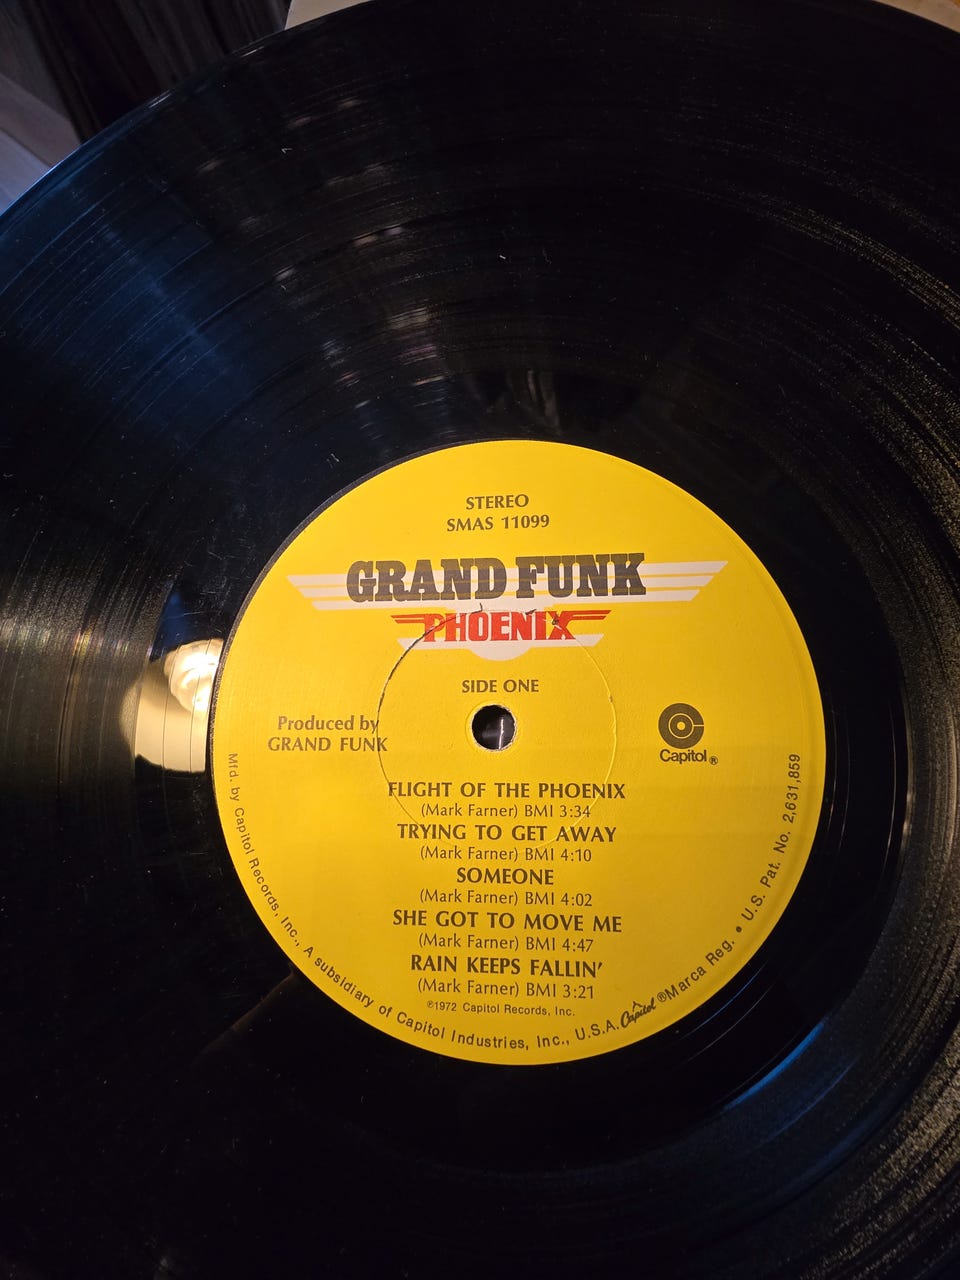 STEREO
SMAS 11099
GRAND FUNK
PHOENIX
SIDE ONE
Produced by
GRAND FUNK
Capitol®
FLIGHT OF THE PHOENIX
(Mark Farner) BMI 3:34
TRYING TO GET AWAY
(Mark Farner) BMI 4:10
SOMEONE
(Mark Farner) BMI 4:02
SHE GOT TO MOVE ME
(Mark Farner) BMI 4:47
RAIN KEEPS FALLIN'
(Mark Farner) BMI 3:21
℗1972 Capitol Records, Inc.
Mfd. by Capitol Records, Inc., A subsidiary of Capitol Industries, Inc., U.S.A. Capitol ®Marca Reg. • U.S. Pat. No. 2,631,859